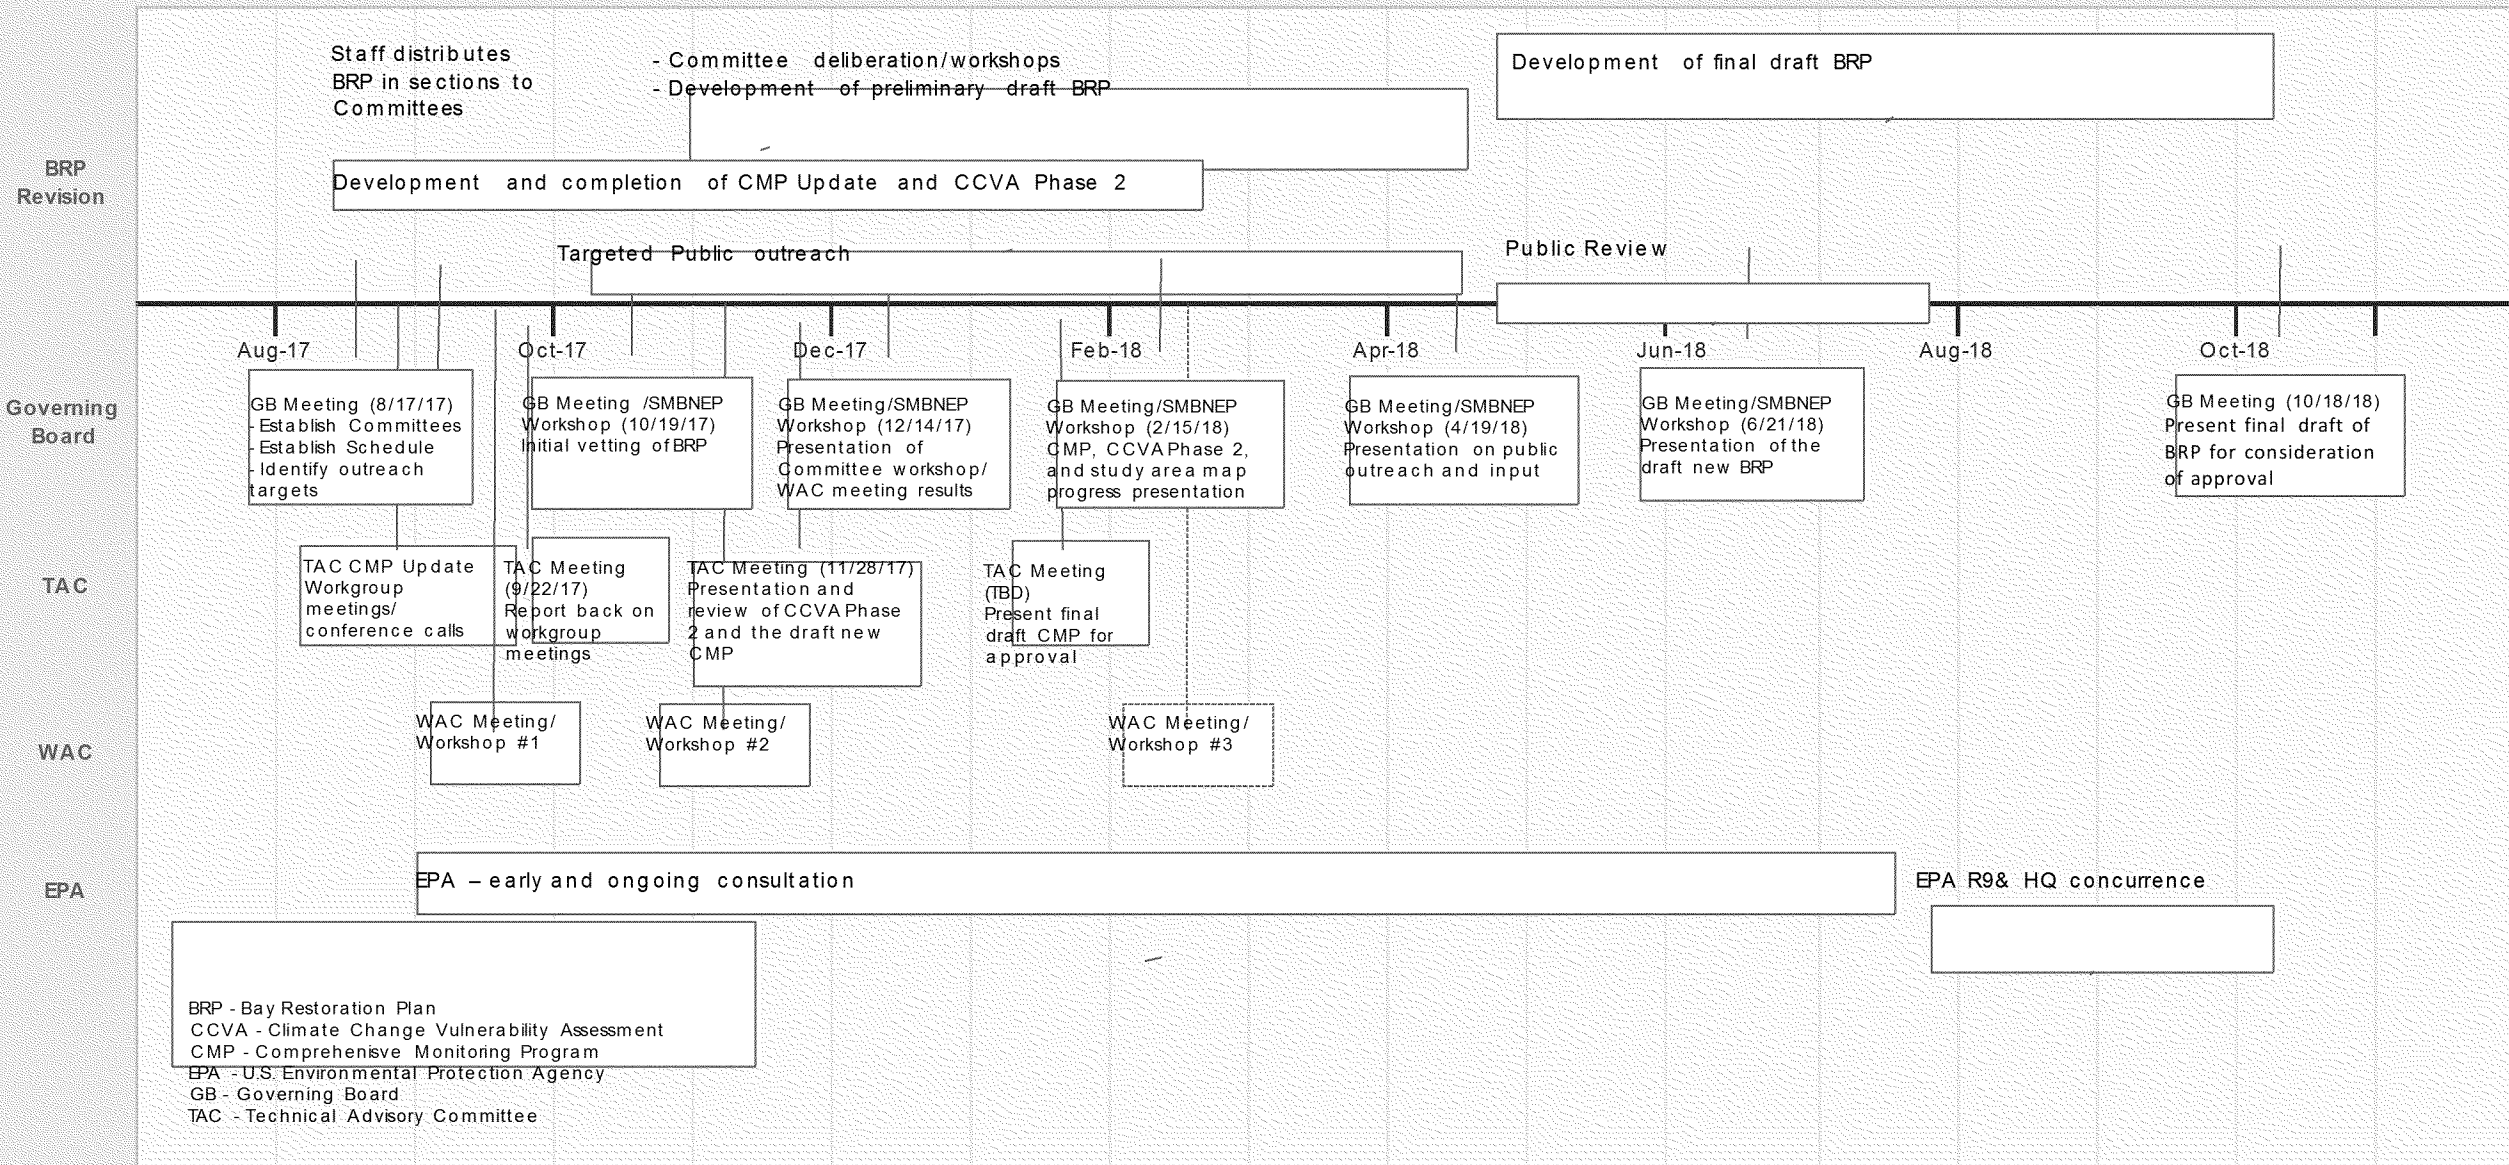 Staff distributes
BRP in sections to
Committees
- Committee deliberation/workshops
- Development of preliminary draft BRP
Development of final draft BRP
BRP
Revision
Development and completion of CMP Update and CCVA Phase 2
Targeted Public outreach
Public Review
Aug-17
Oct-17
Dec-17
Feb-18
Apr-18
Jun-18
Aug-18
Oct-18
Governing
Board
GB Meeting (8/17/17)
- Establish Committees
- Establish Schedule
- Identify outreach
targets
GB Meeting /SMBNEP
Workshop (10/19/17)
Initial vetting of BRP
GB Meeting/SMBNEP
Workshop (12/14/17)
Presentation of
Committee workshop/
WAC meeting results
GB Meeting/SMBNEP
Workshop (2/15/18)
CMP, CCVA Phase 2,
and study area map
progress presentation
GB Meeting/SMBNEP
Workshop (4/19/18)
Presentation on public
outreach and input
GB Meeting/SMBNEP
Workshop (6/21/18)
Presentation of the
draft new BRP
GB Meeting (10/18/18)
Present final draft of
BRP for consideration
of approval
TAC
TAC CMP Update
Workgroup
meetings/
conference calls
TAC Meeting
(9/22/17)
Report back on
workgroup
meetings
TAC Meeting (11/28/17)
Presentation and
review of CCVA Phase
2 and the draft new
CMP
TAC Meeting
(TBD)
Present final
draft CMP for
approval
WAC
WAC Meeting/
Workshop #1
WAC Meeting/
Workshop #2
WAC Meeting/
Workshop #3
EPA
EPA – early and ongoing consultation
EPA R9& HQ concurrence
BRP - Bay Restoration Plan
CCVA - Climate Change Vulnerability Assessment
CMP - Comprehenisve Monitoring Program
EPA - U.S. Environmental Protection Agency
GB - Governing Board
TAC - Technical Advisory Committee